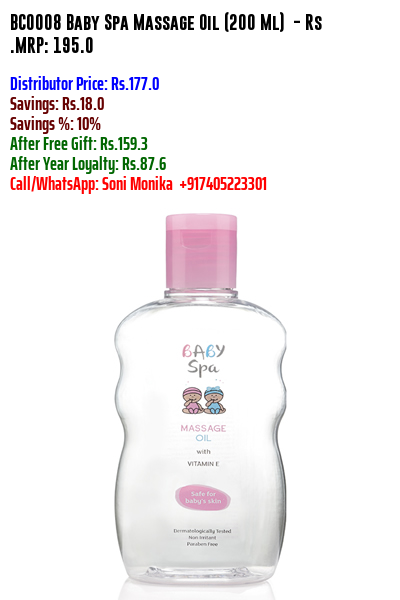 BC0008 Baby Spa Massage Oil (200 Ml) - Rs
.MRP: 195.0
Distributor Price: Rs.177.0
Savings: Rs.18.0
Savings %: 10%
After Free Gift: Rs.159.3
After Year Loyalty: Rs.87.6
Call/WhatsApp: Soni Monika +917405223301
BABY
Spa
MASSAGE
OIL
with
VITAMIN E
Safe for
baby's skin
Dermatologically Tested
Non Irritant
Paraben Free